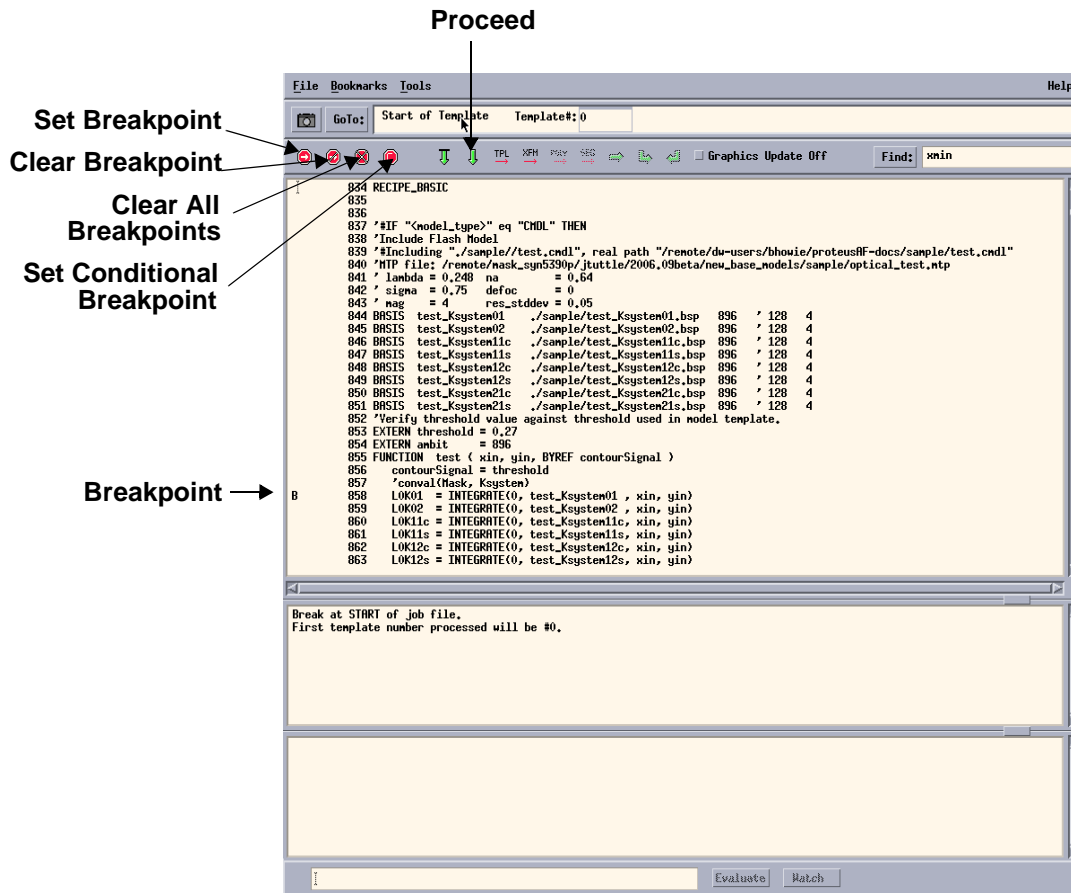 Proceed
File Bookmarks Tools Help
Set Breakpoint
GoTo: Start of Template Template#: 0
Clear Breakpoint
TPL XFM PGY SEG Graphics Update Off Find: xmin
Clear All
Breakpoints
Set Conditional
Breakpoint
834 RECIPE_BASIC
835
836
837 '#IF "<model_type>" eq "CMDL" THEN
838 'Include Flash Model
839 '#Including "./sample//test.cmdl", real path "/remote/dw-users/bhowie/proteusAF-docs/sample/test.cmdl"
840 'MTP file: /remote/mask_syn5390p/jtuttle/2006.09beta/new_base_models/sample/optical_test.mtp
841 ' lambda = 0.248 na = 0.64
842 ' sigma = 0.75 defoc = 0
843 ' mag = 4 res_stddev = 0.05
844 BASIS test_Ksystem01 ./sample/test_Ksystem01.bsp 896 ' 128 4
845 BASIS test_Ksystem02 ./sample/test_Ksystem02.bsp 896 ' 128 4
846 BASIS test_Ksystem11c ./sample/test_Ksystem11c.bsp 896 ' 128 4
847 BASIS test_Ksystem11s ./sample/test_Ksystem11s.bsp 896 ' 128 4
848 BASIS test_Ksystem12c ./sample/test_Ksystem12c.bsp 896 ' 128 4
849 BASIS test_Ksystem12s ./sample/test_Ksystem12s.bsp 896 ' 128 4
850 BASIS test_Ksystem21c ./sample/test_Ksystem21c.bsp 896 ' 128 4
851 BASIS test_Ksystem21s ./sample/test_Ksystem21s.bsp 896 ' 128 4
852 'Verify threshold value against threshold used in model template.
853 EXTERN threshold = 0.27
854 EXTERN ambit = 896
855 FUNCTION test ( xin, yin, BYREF contourSignal )
856 contourSignal = threshold
857 'conval(Mask, Ksystem)
Breakpoint
B 858 LOK01 = INTEGRATE(0, test_Ksystem01 , xin, yin)
859 LOK02 = INTEGRATE(0, test_Ksystem02 , xin, yin)
860 LOK11c = INTEGRATE(0, test_Ksystem11c, xin, yin)
861 LOK11s = INTEGRATE(0, test_Ksystem11s, xin, yin)
862 LOK12c = INTEGRATE(0, test_Ksystem12c, xin, yin)
863 LOK12s = INTEGRATE(0, test_Ksystem12s, xin, yin)
Break at START of job file.
First template number processed will be #0.
Evaluate Watch